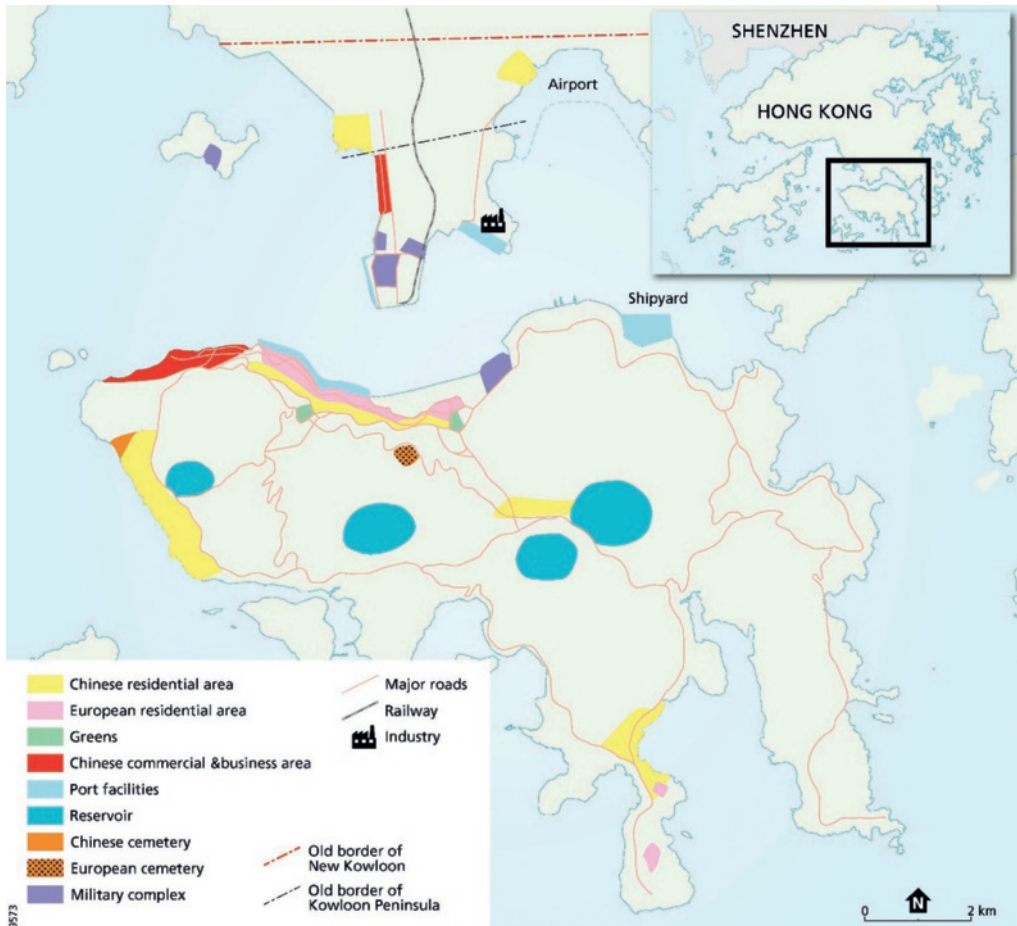 SHENZHEN
HONG KONG
Airport
Shipyard
Chinese residential area
European residential area
Greens
Chinese commercial &business area
Port facilities
Reservoir
Chinese cemetery
European cemetery
Military complex
Major roads
Railway
Industry
Old border of
New Kowloon
Old border of
Kowloon Peninsula
N
0 2 km
9573